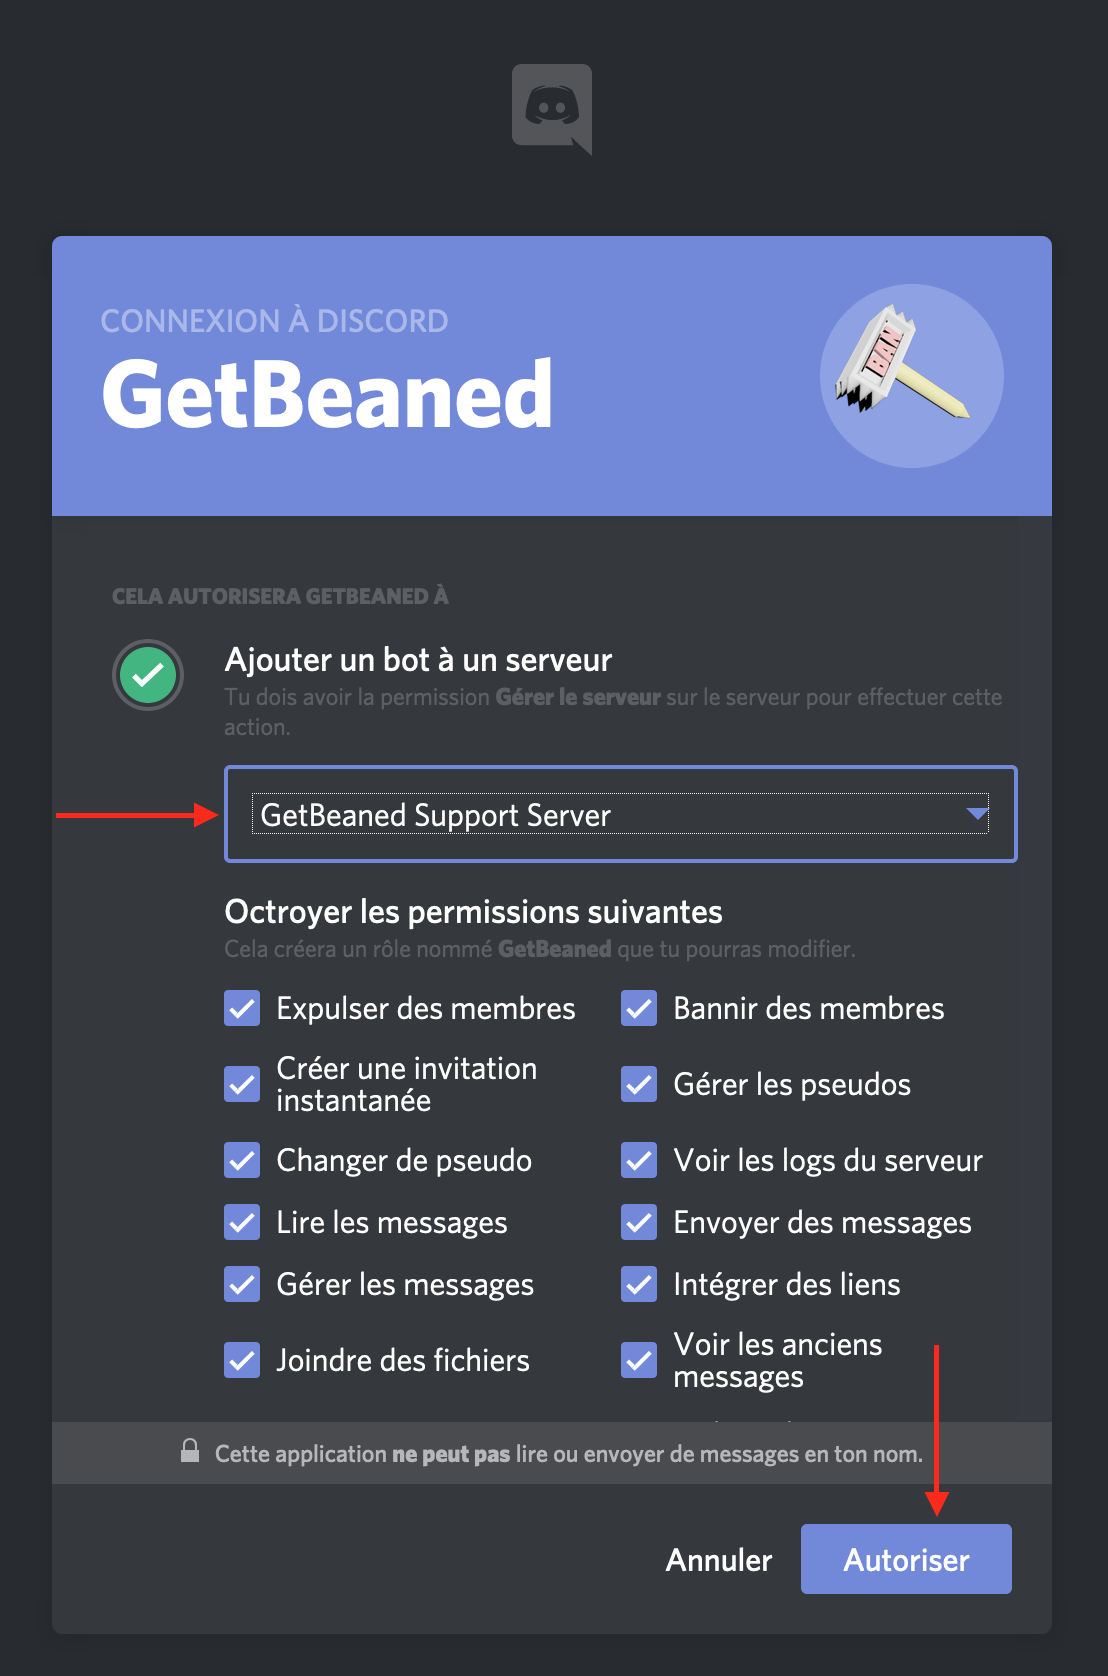 CONNEXION À DISCORD
GetBeaned
BAN
CELA AUTORISERA GETBEANED À
Ajouter un bot à un serveur
Tu dois avoir la permission Gérer le serveur sur le serveur pour effectuer cette
action.
GetBeaned Support Server
Octroyer les permissions suivantes
Cela créera un rôle nommé GetBeaned que tu pourras modifier.
Expulser des membres
Bannir des membres
Créer une invitation
instantanée
Gérer les pseudos
Changer de pseudo
Voir les logs du serveur
Lire les messages
Envoyer des messages
Gérer les messages
Intégrer des liens
Joindre des fichiers
Voir les anciens
messages
Cette application ne peut pas lire ou envoyer de messages en ton nom.
Annuler
Autoriser